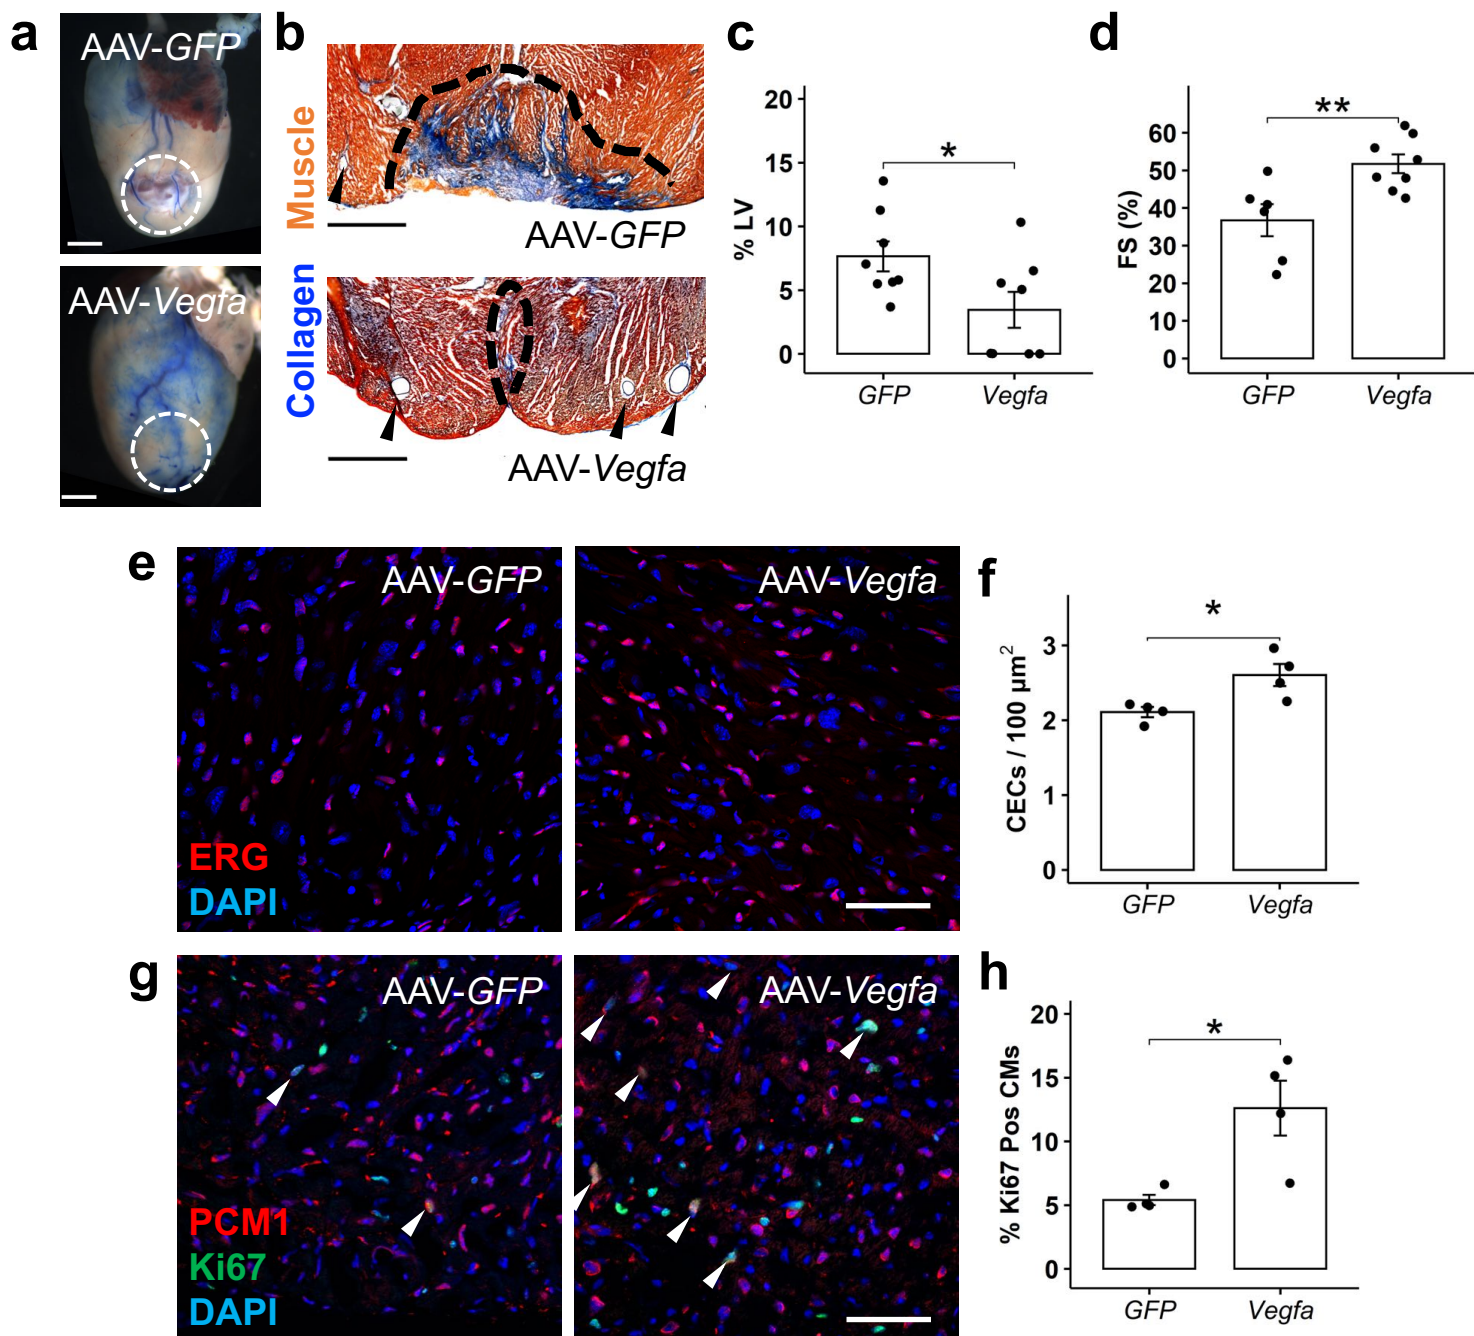 a
AAV-GFP
AAV-Vegfa
b
Muscle
Collagen
AAV-GFP
AAV-Vegfa
c
% LV
20
15
10
5
0
*
GFP
Vegfa
d
FS (%)
60
50
40
30
20
10
0
**
GFP
Vegfa
e
AAV-GFP
ERG
DAPI
AAV-Vegfa
f
CECs / 100 µm²
3
2
1
0
*
GFP
Vegfa
g
AAV-GFP
PCM1
Ki67
DAPI
AAV-Vegfa
h
% Ki67 Pos CMs
20
15
10
5
0
*
GFP
Vegfa